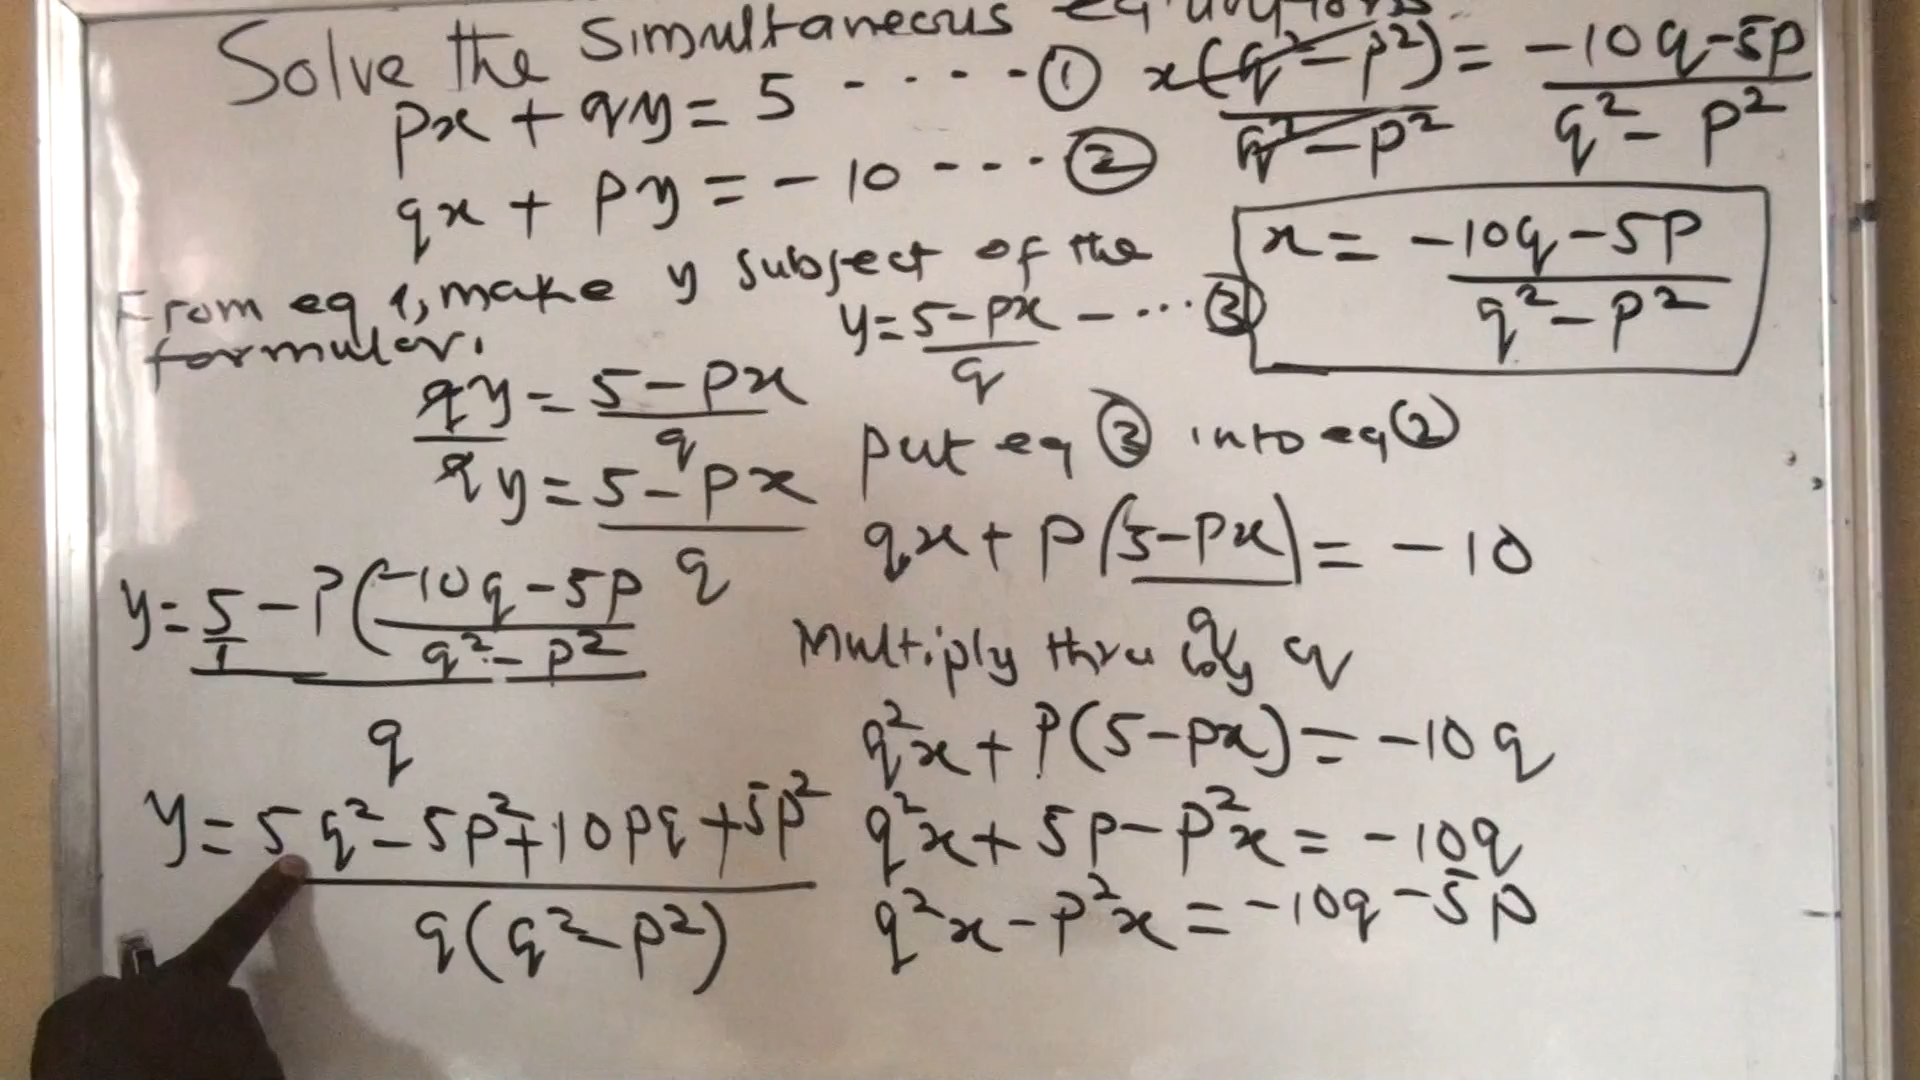 Solve the Simultaneous equations
px + qy = 5 - - - - - ①
qx + py = -10 - - - - ②
From eq 1, make y subject of the
formular.
qy/q = 5-px/q
y = 5-px/q
y = 5-px/q - - ... ③
put eq ③ into eq ②
qx + p(5-px/q) = -10
Multiply thru by q
q²x + p(5-px) = -10q
q²x + 5p - p²x = -10q
q²x - p²x = -10q - 5p
x(q²-p²)/q²-p² = -10q-5p/q²-p²
x = -10q-5p/q²-p²
y = 5/1 - p(-10q-5p/q²-p²/q
y = 5q²-5p²+10pq+5p²/q(q²-p²)